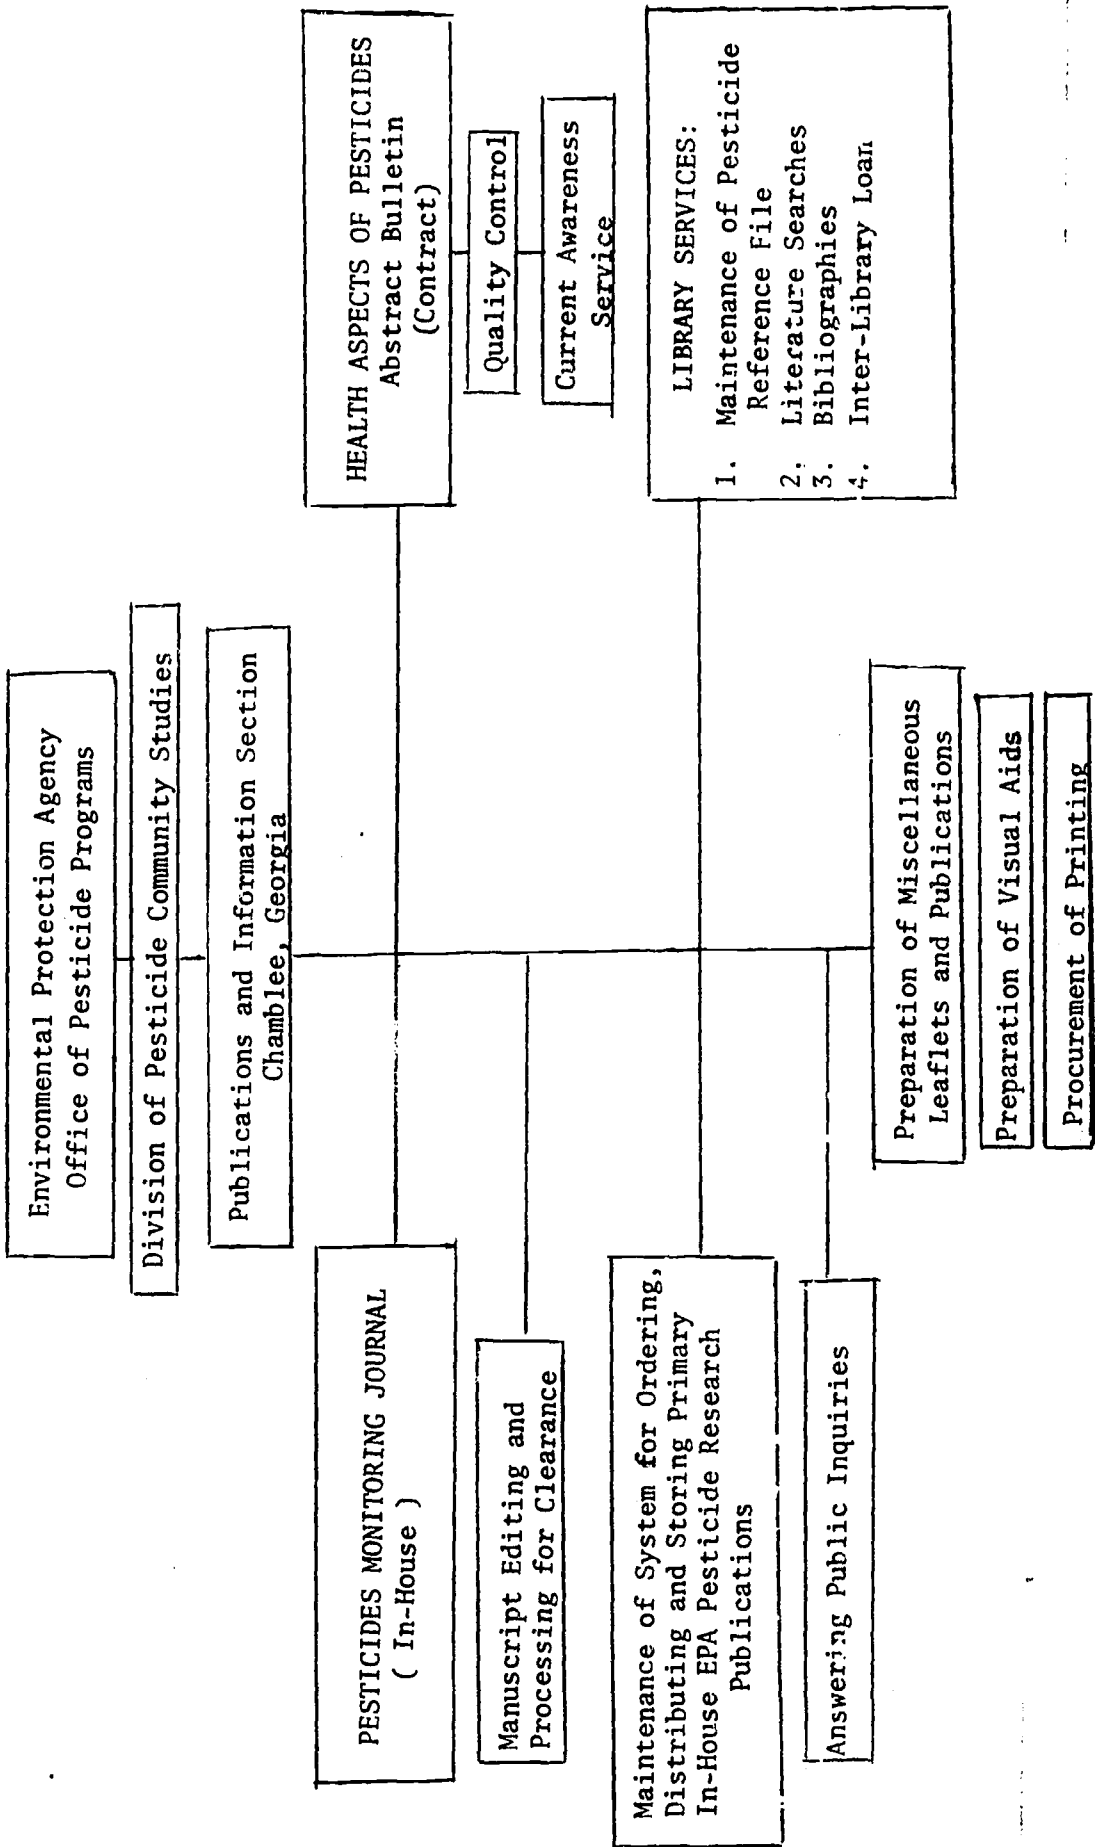 Environmental Protection Agency
Office of Pesticide Programs
Division of Pesticide Community Studies
Publications and Information Section
Chamblee, Georgia
PESTICIDES MONITORING JOURNAL
( In-House )
HEALTH ASPECTS OF PESTICIDES
Abstract Bulletin
(Contract)
Quality Control
Current Awareness
Service
Manuscript Editing and
Processing for Clearance
Maintenance of System for Ordering,
Distributing and Storing Primary
In-House EPA Pesticide Research
Publications
LIBRARY SERVICES:
1. Maintenance of Pesticide
Reference File
2. Literature Searches
3. Bibliographies
4. Inter-Library Loan
Answering Public Inquiries
Preparation of Miscellaneous
Leaflets and Publications
Preparation of Visual Aids
Procurement of Printing